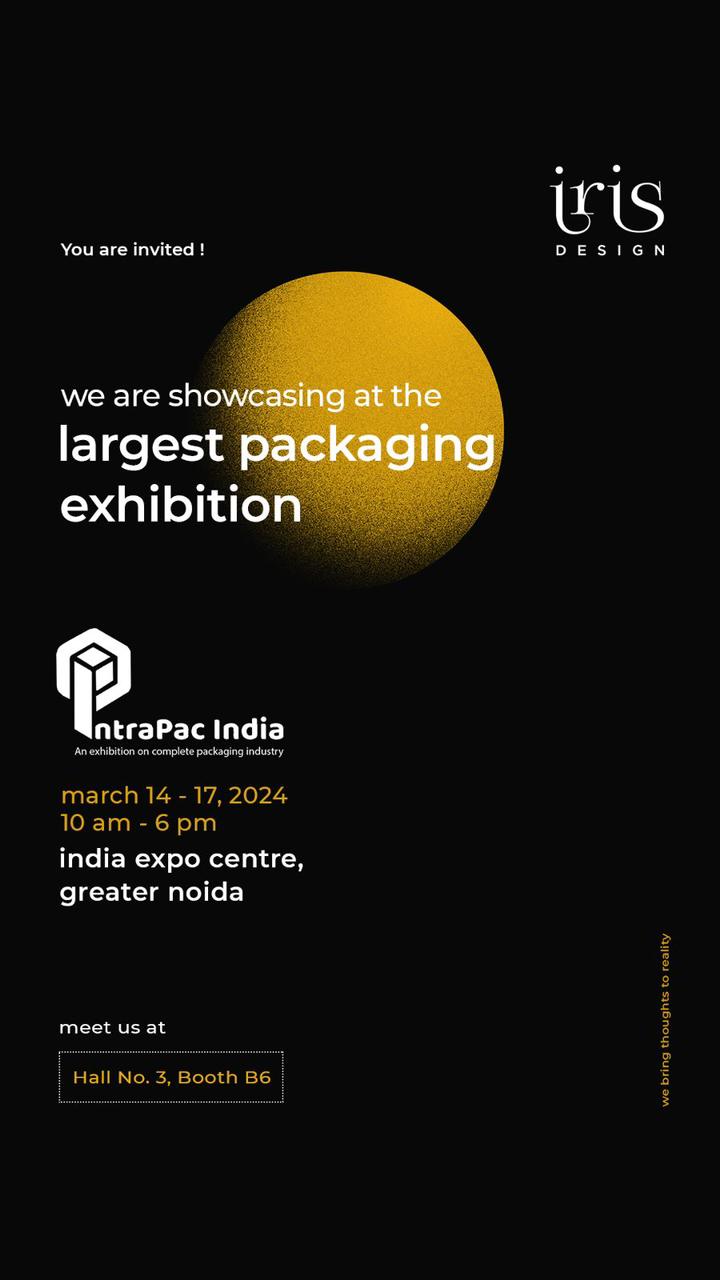 iris
DESIGN
You are invited !
we are showcasing at the
largest packaging
exhibition
IntraPac India
An exhibition on complete packaging industry
march 14 - 17, 2024
10 am - 6 pm
india expo centre,
greater noida
we bring thoughts to reality
meet us at
Hall No. 3, Booth B6